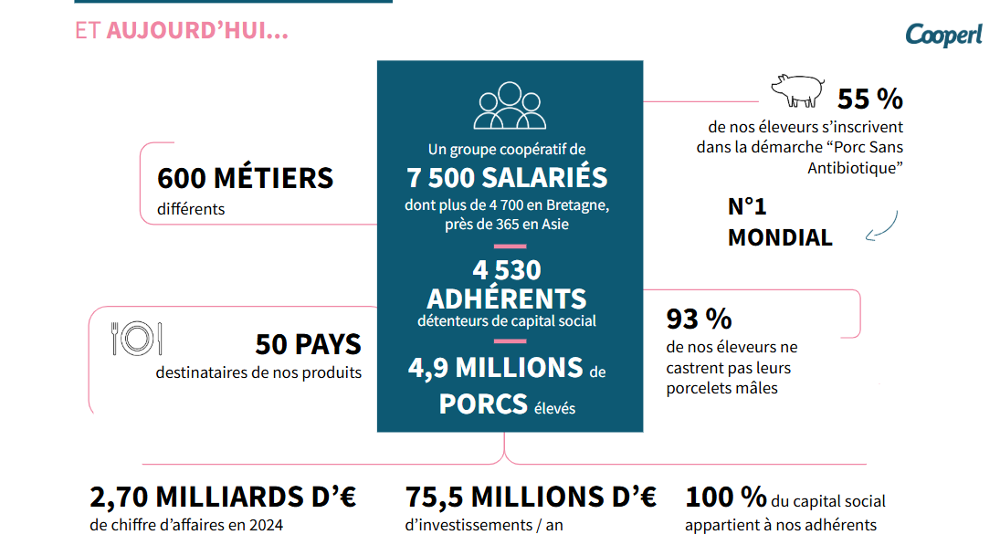 ET AUJOURD’HUI...
Cooperl
Un groupe coopératif de
7 500 SALARIÉS
dont plus de 4 700 en Bretagne,
près de 365 en Asie
4 530
ADHÉRENTS
détenteurs de capital social
4,9 MILLIONS de
PORCS élevés
600 MÉTIERS
différents
50 PAYS
destinataires de nos produits
55 %
de nos éleveurs s’inscrivent
dans la démarche “Porc Sans
Antibiotique”
N°1
MONDIAL
93 %
de nos éleveurs ne
castrent pas leurs
porcelets mâles
2,70 MILLIARDS D’€
de chiffre d’affaires en 2024
75,5 MILLIONS D’€
d’investissements / an
100 % du capital social
appartient à nos adhérents